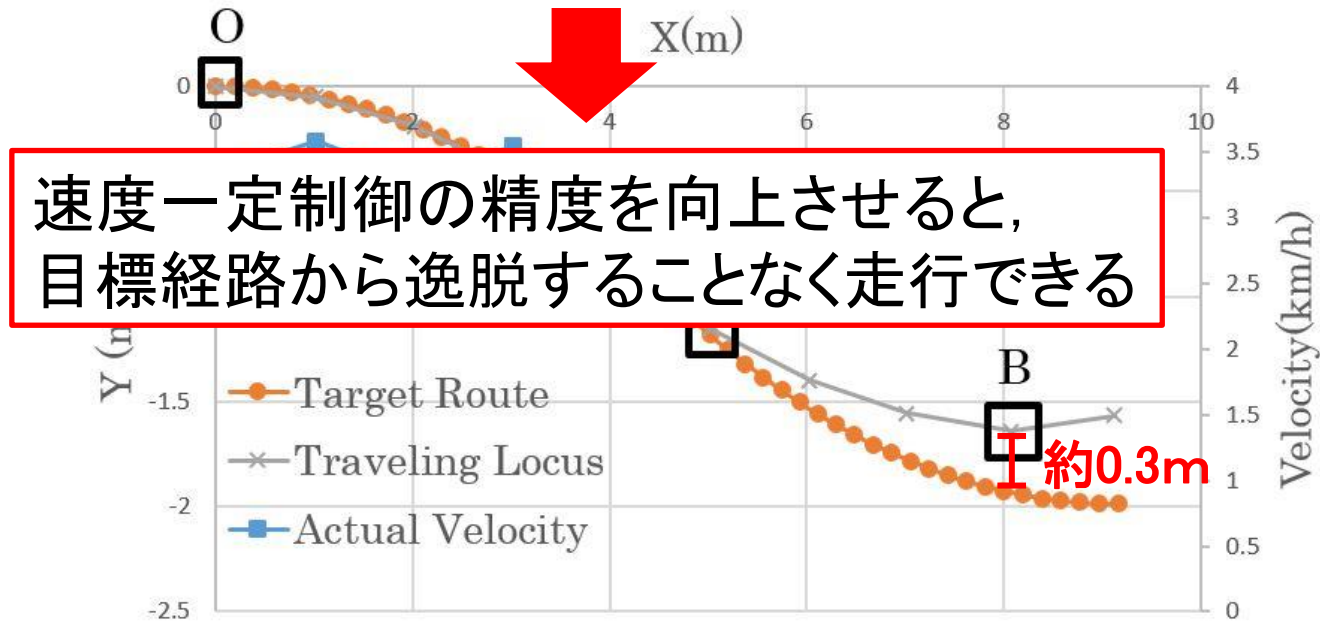 O
X(m)
0
4
0
2
4
6
8
10
3.5
速度一定制御の精度を向上させると,
目標経路から逸脱することなく走行できる
3
2.5
2
Y
B
Velocity(km/h)
Target Route
-1.5
1.5
Traveling Locus
約0.3m
1
-2
Actual Velocity
0.5
-2.5
0